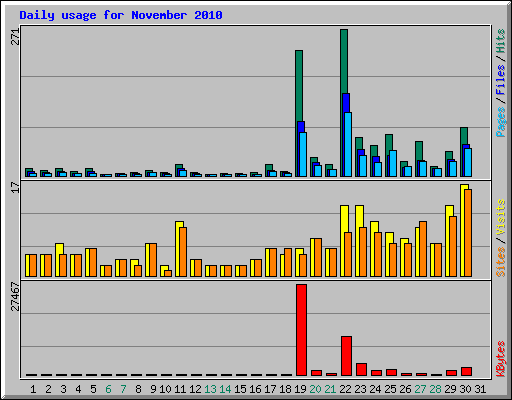 Daily usage for November 2010
271
Pages / Files / Hits
17
Sites / Visits
27467
KBytes
1 2 3 4 5 6 7 8 9 10 11 12 13 14 15 16 17 18 19 20 21 22 23 24 25 26 27 28 29 30 31